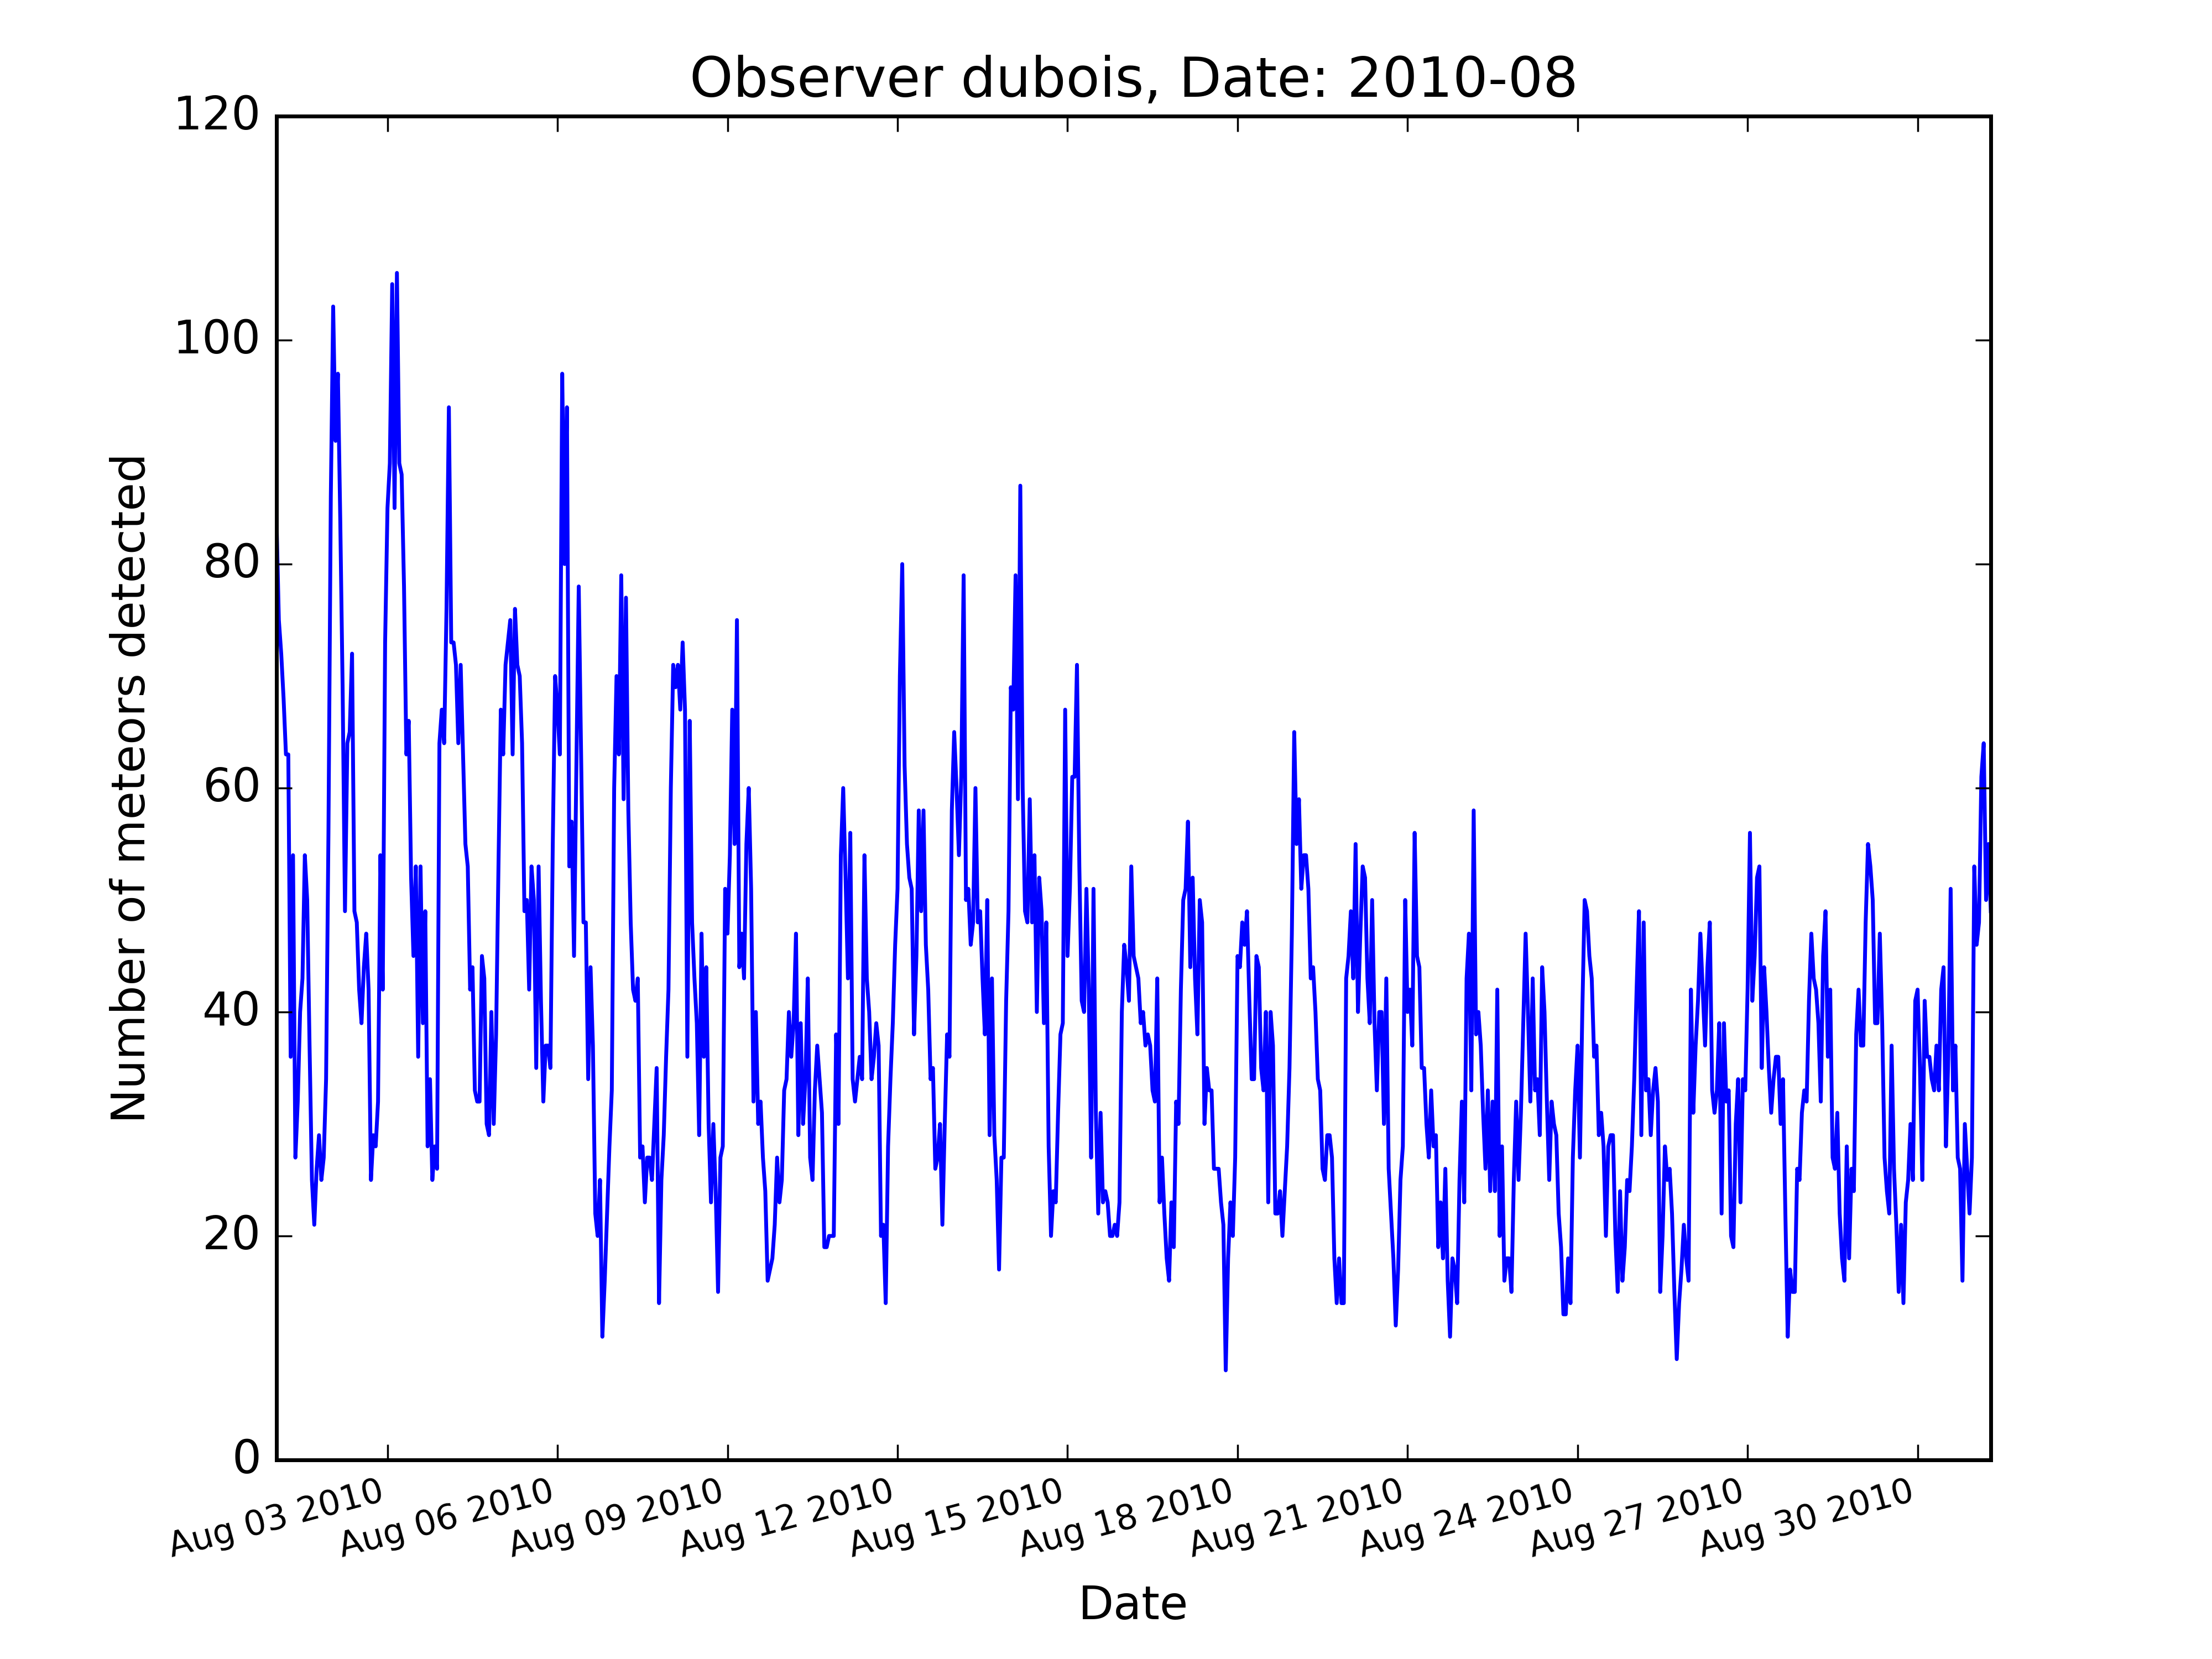 Observer dubois, Date: 2010-08
120
100
80
60
40
20
0
Number of meteors detected
Aug 03 2010
Aug 06 2010
Aug 09 2010
Aug 12 2010
Aug 15 2010
Aug 18 2010
Aug 21 2010
Aug 24 2010
Aug 27 2010
Aug 30 2010
Date